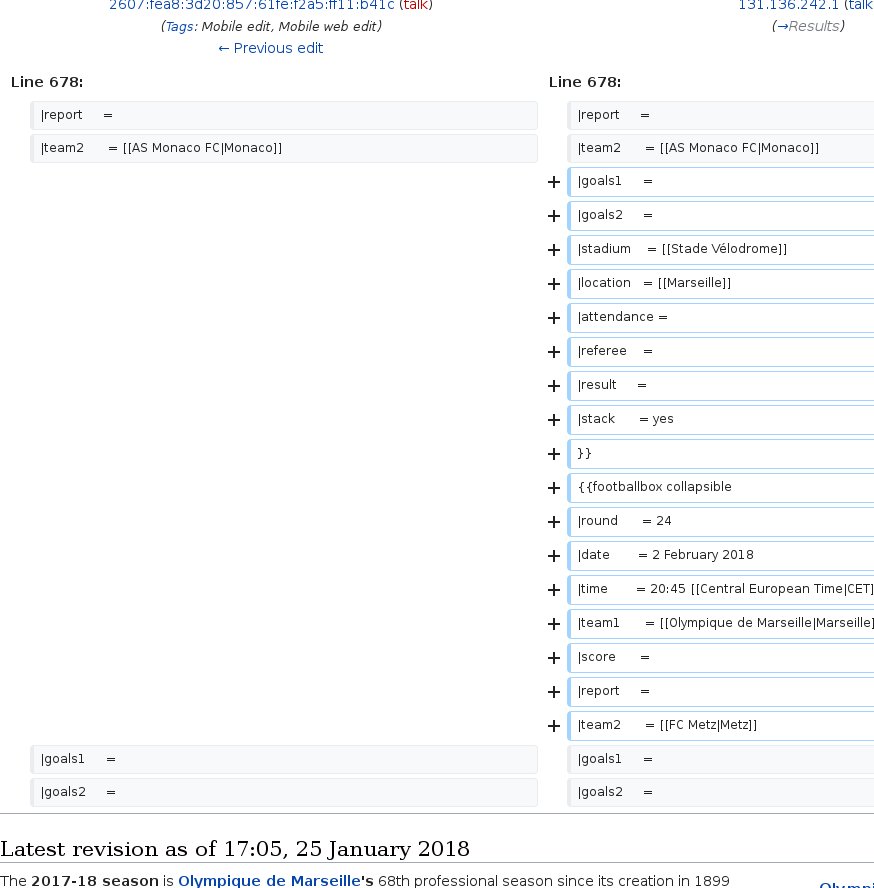 2607:fea8:3d20:857:61fe:f2a5:ff11:b41c (talk)
(Tags: Mobile edit, Mobile web edit)
← Previous edit
131.136.242.1 (talk
(→Results)
Line 678:
Line 678:
|report =
|report =
|team2 = [[AS Monaco FC|Monaco]]
|team2 = [[AS Monaco FC|Monaco]]
+ |goals1 =
+ |goals2 =
+ |stadium = [[Stade Vélodrome]]
+ |location = [[Marseille]]
+ |attendance =
+ |referee =
+ |result =
+ |stack = yes
+ }}
+ {{footballbox collapsible
+ |round = 24
+ |date = 2 February 2018
+ |time = 20:45 [[Central European Time|CET]
+ |team1 = [[Olympique de Marseille|Marseille]
+ |score =
+ |report =
+ |team2 = [[FC Metz|Metz]]
|goals1 =
|goals1 =
|goals2 =
|goals2 =
Latest revision as of 17:05, 25 January 2018
The 2017-18 season is Olympique de Marseille's 68th professional season since its creation in 1899